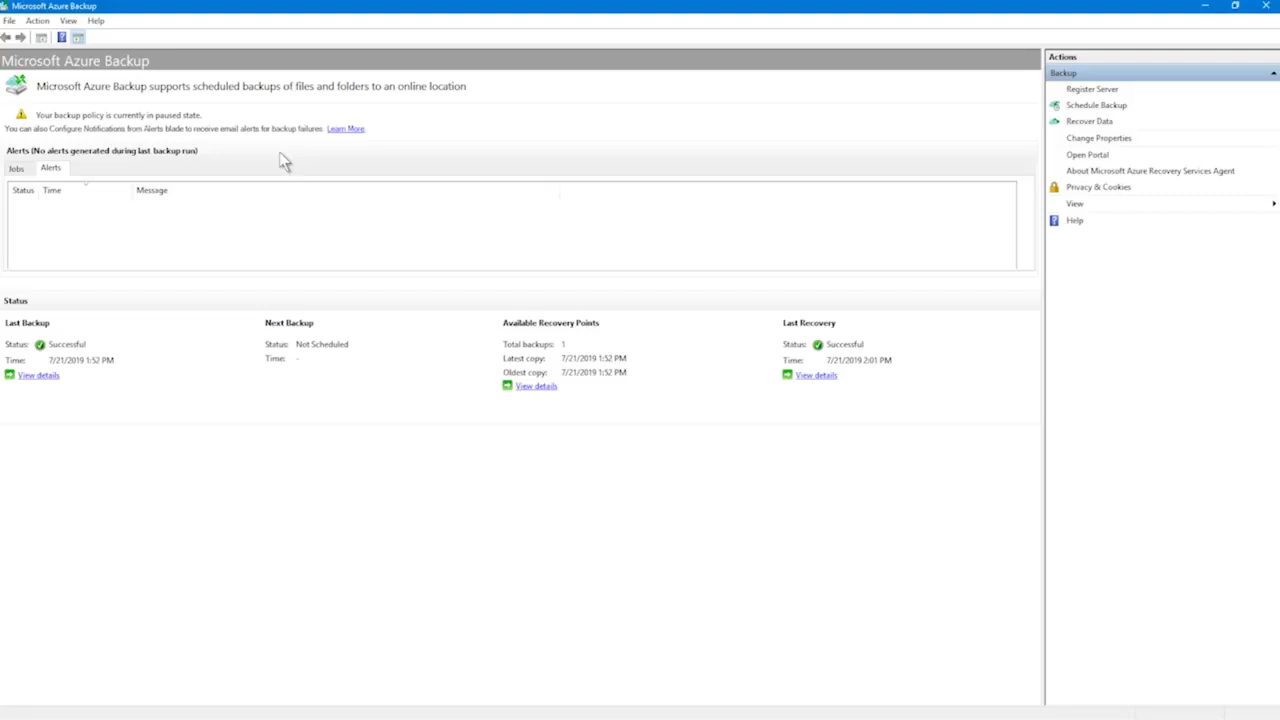 Microsoft Azure Backup
File Action View Help
Microsoft Azure Backup
Microsoft Azure Backup supports scheduled backups of files and folders to an online location
Your backup policy is currently in paused state.
You can also Configure Notifications from Alerts blade to receive email alerts for backup failures. Learn More
Alerts (No alerts generated during last backup run)
Jobs Alerts
Status Time Message
Status
Last Backup
Status: Successful
Time: 7/21/2019 1:52 PM
View details
Next Backup
Status: Not Scheduled
Time: -
Available Recovery Points
Total backups: 1
Latest copy: 7/21/2019 1:52 PM
Oldest copy: 7/21/2019 1:52 PM
View details
Last Recovery
Status: Successful
Time: 7/21/2019 2:01 PM
View details
Actions
Backup
Register Server
Schedule Backup
Recover Data
Change Properties
Open Portal
About Microsoft Azure Recovery Services Agent
Privacy & Cookies
View
Help